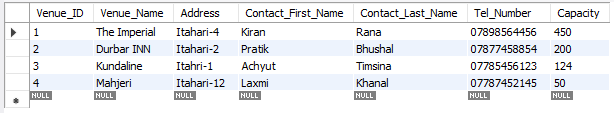 Venue_ID Venue_Name Address Contact_First_Name Contact_Last_Name Tel_Number Capacity
1 The Imperial Itahari-4 Kiran Rana 07898564456 450
2 Durbar INN Itahari-2 Pratik Bhushal 07877458854 200
3 Kundaline Itahri-1 Achyut Timsina 07785456123 124
4 Mahjeri Itahari-12 Laxmi Khanal 07787452145 50
NULL NULL NULL NULL NULL NULL NULL